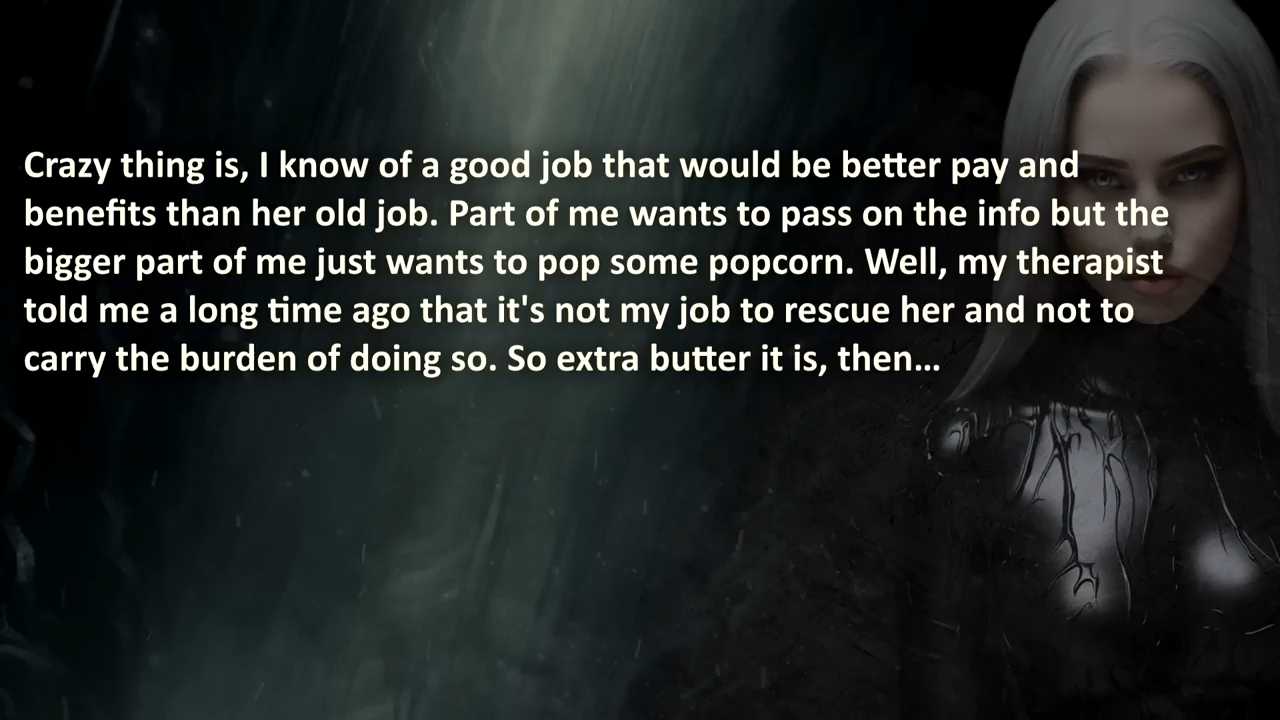 Crazy thing is, I know of a good job that would be better pay and
benefits than her old job. Part of me wants to pass on the info but the
bigger part of me just wants to pop some popcorn. Well, my therapist
told me a long time ago that it's not my job to rescue her and not to
carry the burden of doing so. So extra butter it is, then...